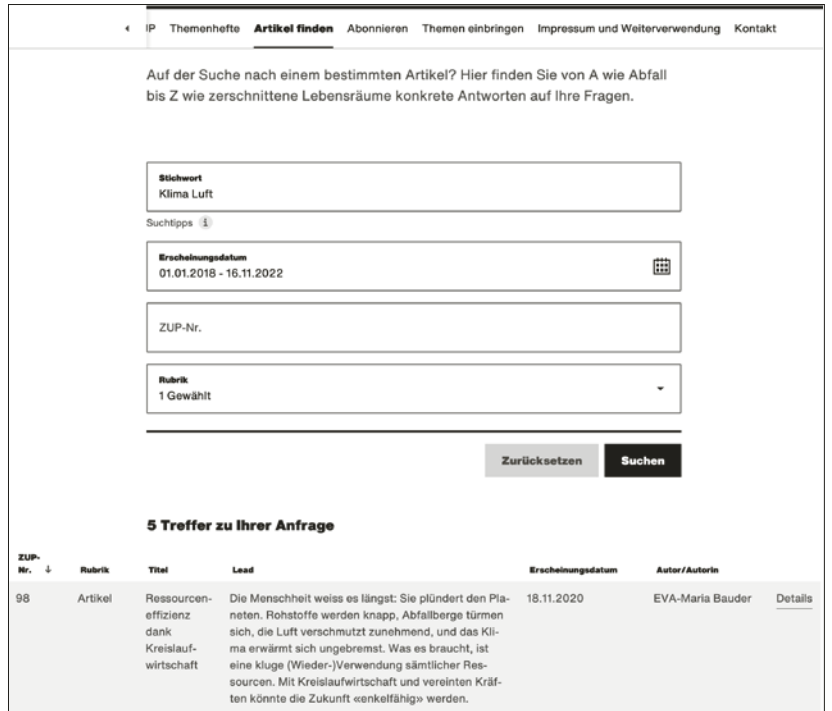 UP Themenhefte Artikel finden Abonnieren Themen einbringen Impressum und Weiterverwendung Kontakt
Auf der Suche nach einem bestimmten Artikel? Hier finden Sie von A wie Abfall
bis Z wie zerschnittene Lebensräume konkrete Antworten auf Ihre Fragen.
Stichwort
Klima Luft
Suchtipps i
Erscheinungsdatum
01.01.2018 - 16.11.2022
ZUP-Nr.
Rubrik
1 Gewählt
Zurücksetzen Suchen
5 Treffer zu Ihrer Anfrage
ZUP-
Nr. ↓ Rubrik Titel Lead Erscheinungsdatum Autor/Autorin
98 Artikel Ressourcen- Die Menschheit weiss es längst: Sie plündert den Pla- 18.11.2020 EVA-Maria Bauder Details
effizienz neten. Rohstoffe werden knapp, Abfallberge türmen
dank sich, die Luft verschmutzt zunehmend, und das Kli-
Kreislauf- ma erwärmt sich ungebremst. Was es braucht, ist
wirtschaft eine kluge (Wieder-)Verwendung sämtlicher Res-
sourcen. Mit Kreislaufwirtschaft und vereinten Kräf-
ten könnte die Zukunft «enkelfähig» werden.